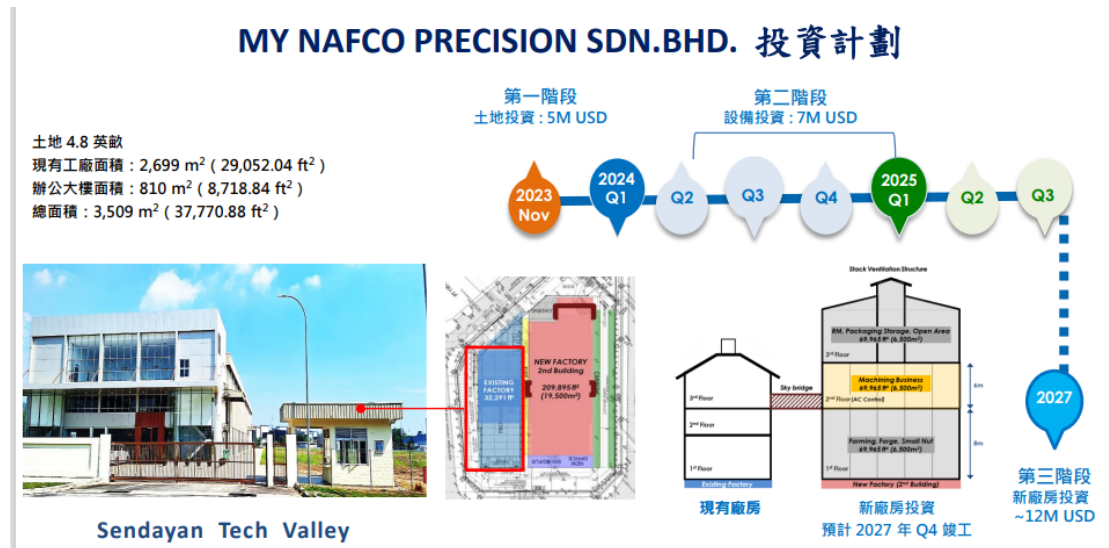 MY NAFCO PRECISION SDN.BHD. 投資計劃
第一階段
土地投資 : 5M USD
第二階段
設備投資 : 7M USD
土地 4.8 英畝
現有工廠面積 : 2,699 m² ( 29,052.04 ft² )
辦公大樓面積 : 810 m² ( 8,718.84 ft² )
總面積 : 3,509 m² ( 37,770.88 ft² )
2023
Nov
2024
Q1
Q2
Q3
Q4
2025
Q1
Q2
Q3
2027
第三階段
新廠房投資
~12M USD
Sendayan Tech Valley
EXISTING
FACTORY
32,291 ft²
NEW FACTORY
2nd Building
209,895 ft²
(19,500m²)
Stack Ventilation Structure
RM, Packaging Storage, Open Area
69,965 ft² (6,500m²)
3rd Floor
Machining Business
69,965 ft² (6,500m²)
2nd Floor (AC Control)
6m
Forming, Forge, Small Nut
69,965 ft² (6,500m²)
8m
1st Floor
New Factory (2nd Building)
Sky bridge
3rd Floor
2nd Floor
1st Floor
Existing Factory
現有廠房
新廠房投資
預計 2027 年 Q4 竣工